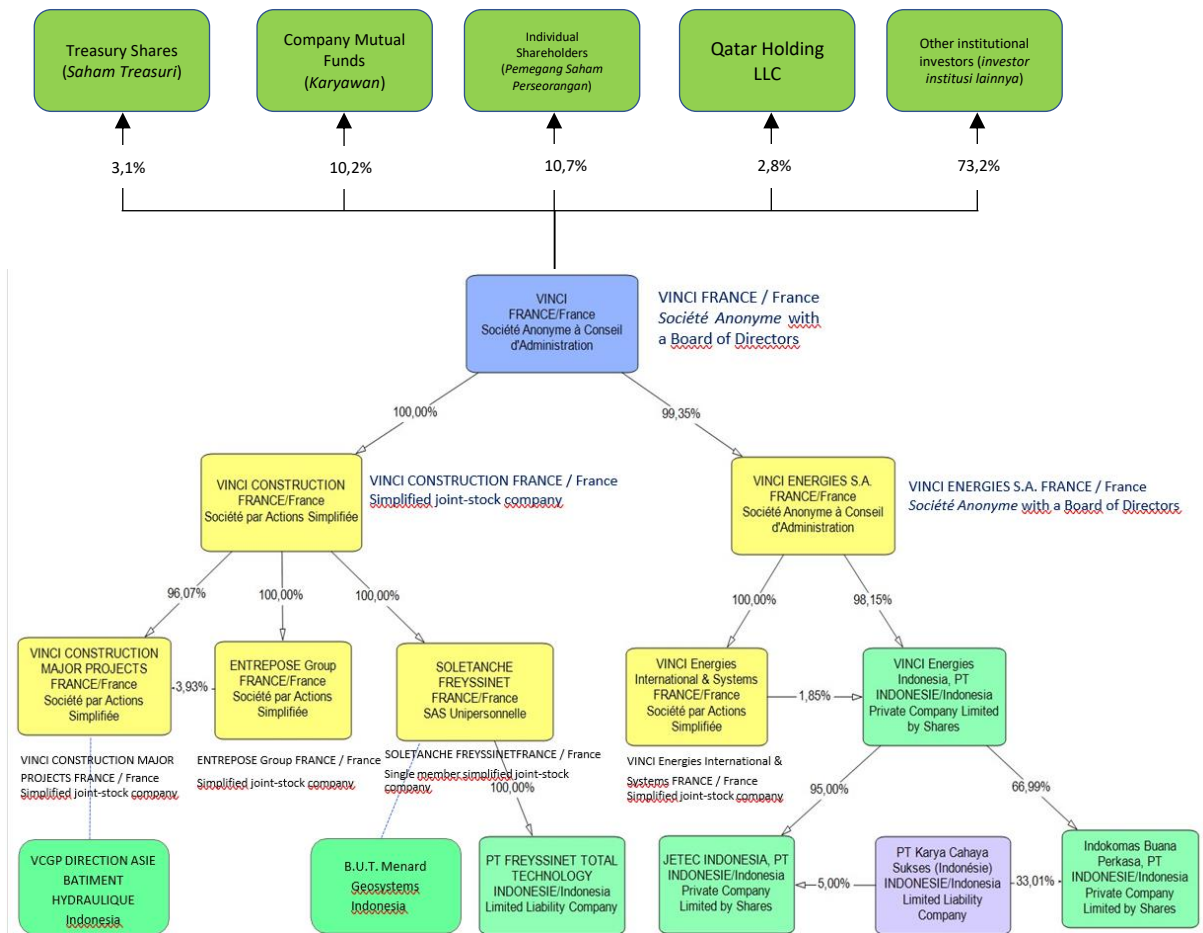 Treasury Shares
(Saham Treasuri)
Company Mutual
Funds
(Karyawan)
Individual
Shareholders
(Pemegang Saham
Perseorangan)
Qatar Holding
LLC
Other institutional
investors (investor
institusi lainnya)
3,1%
10,2%
10,7%
2,8%
73,2%
VINCI
FRANCE/France
Société Anonyme à Conseil
d'Administration
VINCI FRANCE / France
Société Anonyme with
a Board of Directors
100,00%
99,35%
VINCI CONSTRUCTION
FRANCE/France
Société par Actions Simplifiée
VINCI CONSTRUCTION FRANCE / France
Simplified joint-stock company
VINCI ENERGIES S.A.
FRANCE/France
Société Anonyme à Conseil
d'Administration
VINCI ENERGIES S.A. FRANCE / France
Société Anonyme with a Board of Directors
96,07%
100,00%
100,00%
100,00%
98,15%
VINCI CONSTRUCTION
MAJOR PROJECTS
FRANCE/France
Société par Actions
Simplifiée
3,93%
ENTREPOSE Group
FRANCE/France
Société par Actions
Simplifiée
SOLETANCHE
FREYSSINET
FRANCE/France
SAS Unipersonnelle
VINCI Energies
International & Systems
FRANCE/France
Société par Actions
Simplifiée
1,85%
VINCI Energies
Indonesia, PT
INDONESIE/Indonesia
Private Company Limited
by Shares
VINCI CONSTRUCTION MAJOR
PROJECTS FRANCE / France
Simplified joint-stock company
ENTREPOSE Group FRANCE / France
Simplified joint-stock company
SOLETANCHE FREYSSINETFRANCE / France
Single member simplified joint-stock
company
100,00%
VINCI Energies International &
Systems FRANCE / France
Simplified joint-stock company
95,00%
66,99%
VCGP DIRECTION ASIE
BATIMENT
HYDRAULIQUE
Indonesia
B.U.T. Menard
Geosystems
Indonesia
PT FREYSSINET TOTAL
TECHNOLOGY
INDONESIE/Indonesia
Limited Liability Company
JETEC INDONESIA, PT
INDONESIE/Indonesia
Private Company
Limited by Shares
5,00%
PT Karya Cahaya
Sukses (Indonésie)
INDONESIE/Indonesia
Limited Liability
Company
33,01%
Indokomas Buana
Perkasa, PT
INDONESIE/Indonesia
Private Company
Limited by Shares